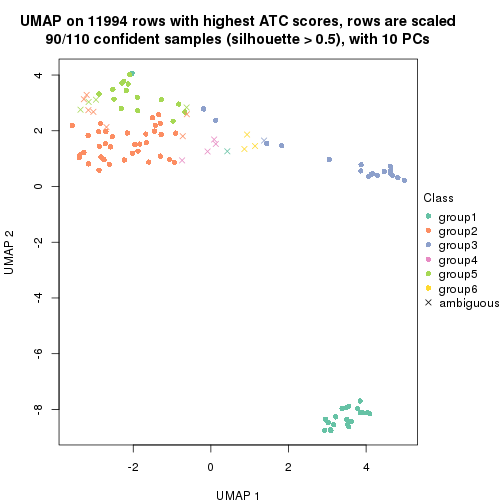 UMAP on 11994 rows with highest ATC scores, rows are scaled
90/110 confident samples (silhouette > 0.5), with 10 PCs
4
2
0
-2
-4
-6
-8
UMAP 2
-2
0
2
4
UMAP 1
Class
group1
group2
group3
group4
group5
group6
ambiguous